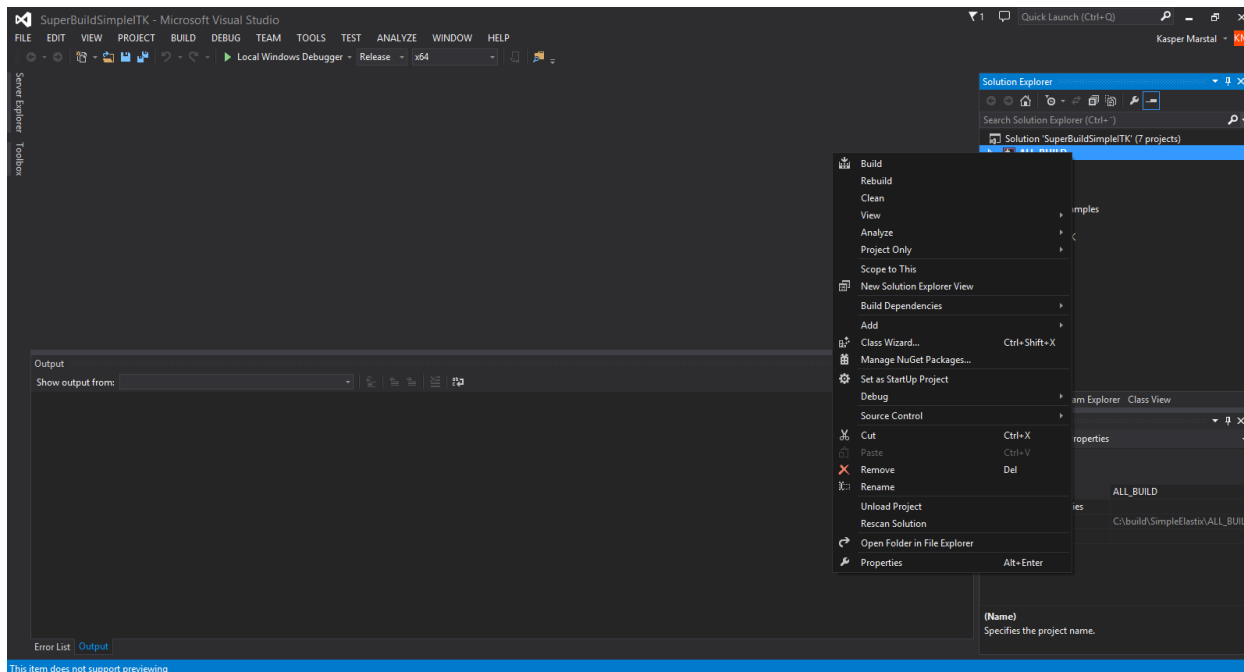 SuperBuildSimpleITK - Microsoft Visual Studio
1
Quick Launch (Ctrl+Q)
FILE EDIT VIEW PROJECT BUILD DEBUG TEAM TOOLS TEST ANALYZE WINDOW HELP
Kasper Marstal
KM
Local Windows Debugger Release x64
Server Explorer
Toolbox
Solution Explorer
Search Solution Explorer (Ctrl+¨)
Solution 'SuperBuildSimpleITK' (7 projects)
ALL_BUILD
mples
K
Build
Rebuild
Clean
View
Analyze
Project Only
Scope to This
New Solution Explorer View
Build Dependencies
Add
Class Wizard... Ctrl+Shift+X
Manage NuGet Packages...
Set as StartUp Project
Debug
Source Control
Cut Ctrl+X
Paste Ctrl+V
Remove Del
Rename
Unload Project
Rescan Solution
Open Folder in File Explorer
Properties Alt+Enter
am Explorer Class View
roperties
ALL_BUILD
ies
C:\build\SimpleElastix\ALL_BUIL
(Name)
Specifies the project name.
Output
Show output from:
Error List Output
This item does not support previewing